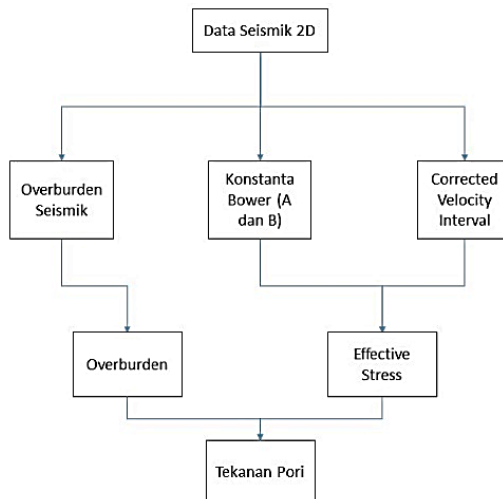 Data Seismik 2D
Overburden
Seismik
Konstanta
Bower (A
dan B)
Corrected
Velocity
Interval
Overburden
Effective
Stress
Tekanan Pori